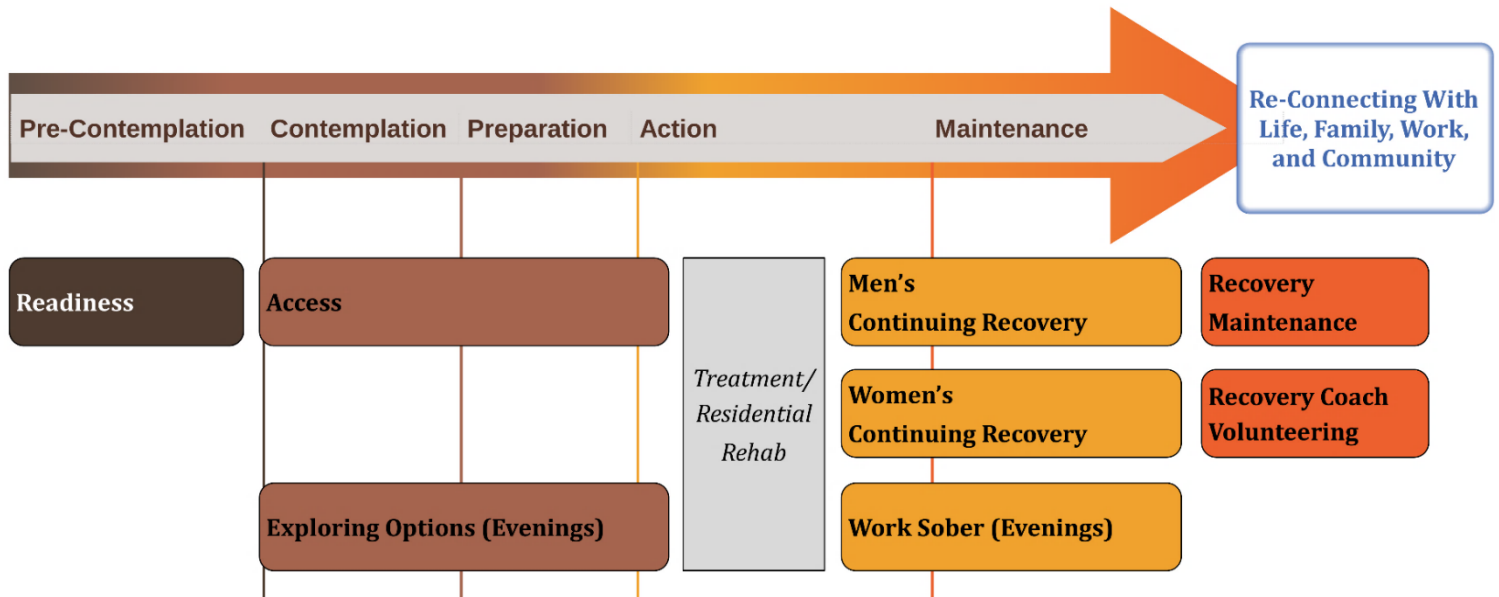 Pre-Contemplation Contemplation Preparation Action Maintenance
Re-Connecting With
Life, Family, Work,
and Community
Readiness
Access
Exploring Options (Evenings)
Treatment/
Residential
Rehab
Men's
Continuing Recovery
Women's
Continuing Recovery
Work Sober (Evenings)
Recovery
Maintenance
Recovery Coach
Volunteering